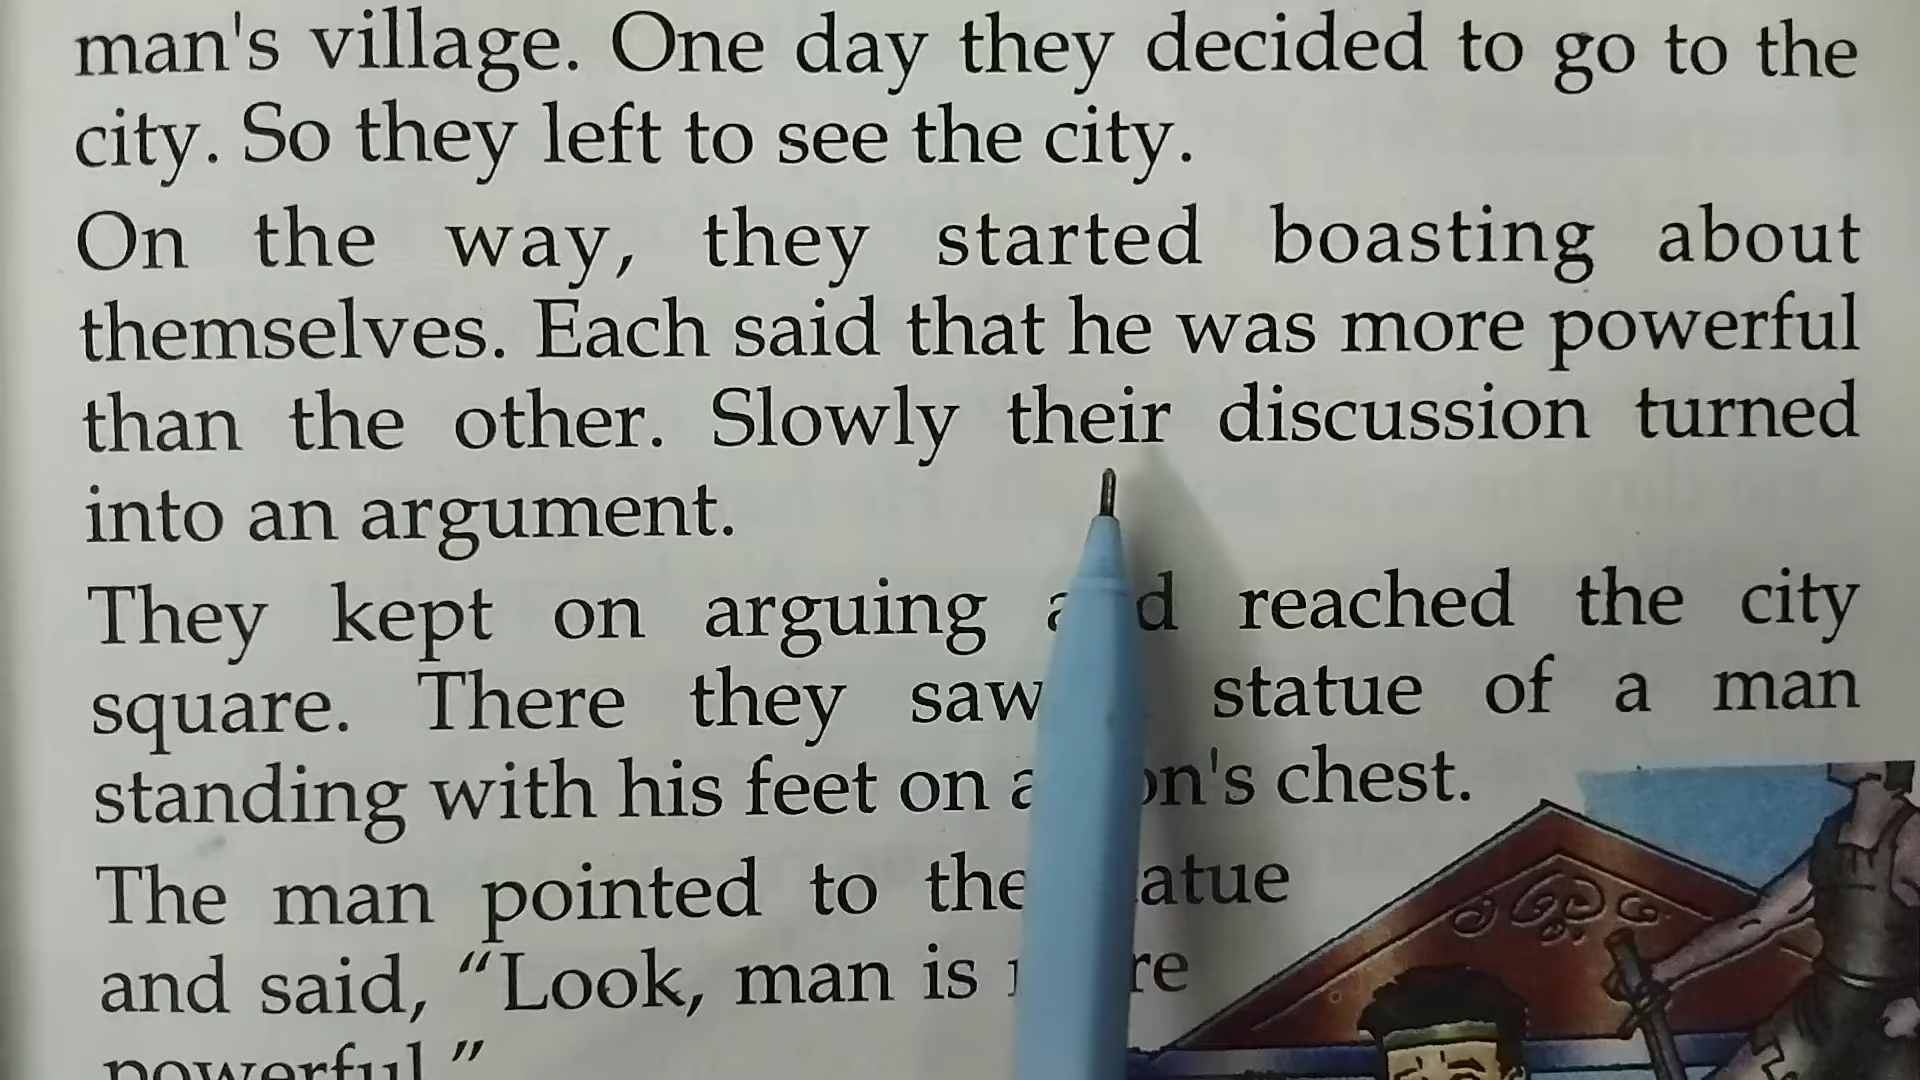 man's village. One day they decided to go to the
city. So they left to see the city.
On the way, they started boasting about
themselves. Each said that he was more powerful
than the other. Slowly their discussion turned
into an argument.
They kept on arguing reached the city
square. There they saw statue of a man
standing with his feet on chest.
The man pointed to the
and said, “Look, man is
powerful.”